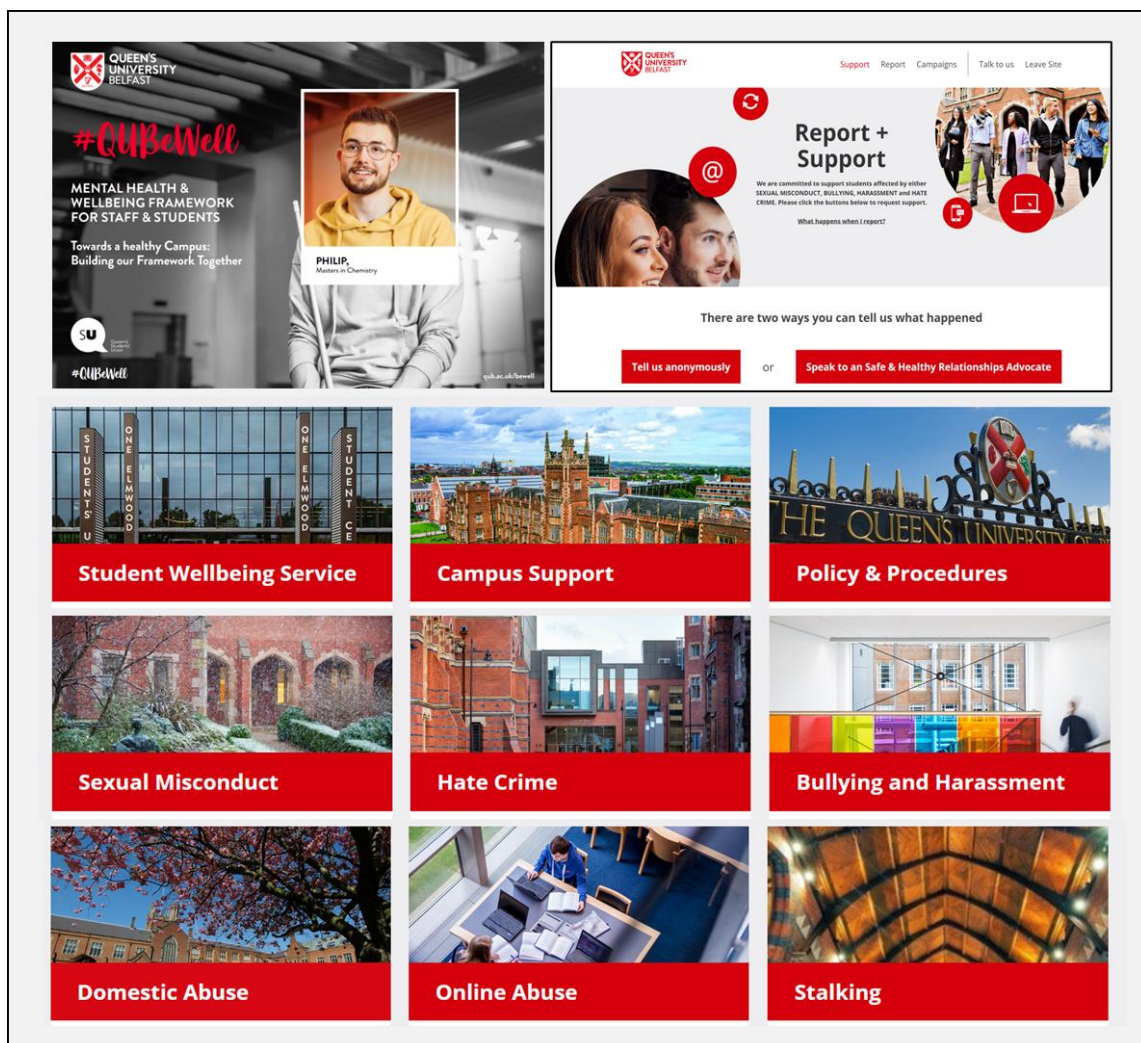 QUEEN'S
UNIVERSITY
BELFAST
#QUBeWell
MENTAL HEALTH &
WELLBEING FRAMEWORK
FOR STAFF & STUDENTS
Towards a healthy Campus:
Building our Framework Together
PHILIP,
Masters in Chemistry
SU
Queen's
Students'
Union
#QUBeWell
qub.ac.uk/bewell
QUEEN'S
UNIVERSITY
BELFAST
Support Report Campaigns Talk to us Leave Site
Report +
Support
We are committed to support students affected by either
SEXUAL MISCONDUCT, BULLYING, HARASSMENT and HATE
CRIME. Please click the buttons below to request support.
What happens when I report?
@
There are two ways you can tell us what happened
Tell us anonymously or Speak to an Safe & Healthy Relationships Advocate
STUDENTS' U
ONE ELMWOOD
ONE ELMWOOD
STUDENT CE
THE QUEEN'S UNIVERSITY OF
Student Wellbeing Service
Campus Support
Policy & Procedures
Sexual Misconduct
Hate Crime
Bullying and Harassment
Domestic Abuse
Online Abuse
Stalking